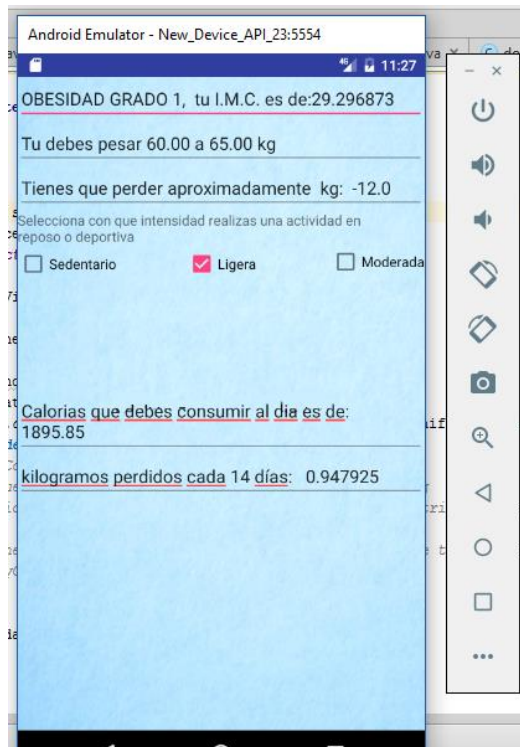 Android Emulator - New_Device_API_23:5554
11:27
OBESIDAD GRADO 1, tu I.M.C. es de:29.296873
Tu debes pesar 60.00 a 65.00 kg
Tienes que perder aproximadamente kg: -12.0
Selecciona con que intensidad realizas una actividad en
reposo o deportiva
Sedentario Ligera Moderada
Calorias que debes consumir al dia es de:
1895.85
kilogramos perdidos cada 14 días: 0.947925